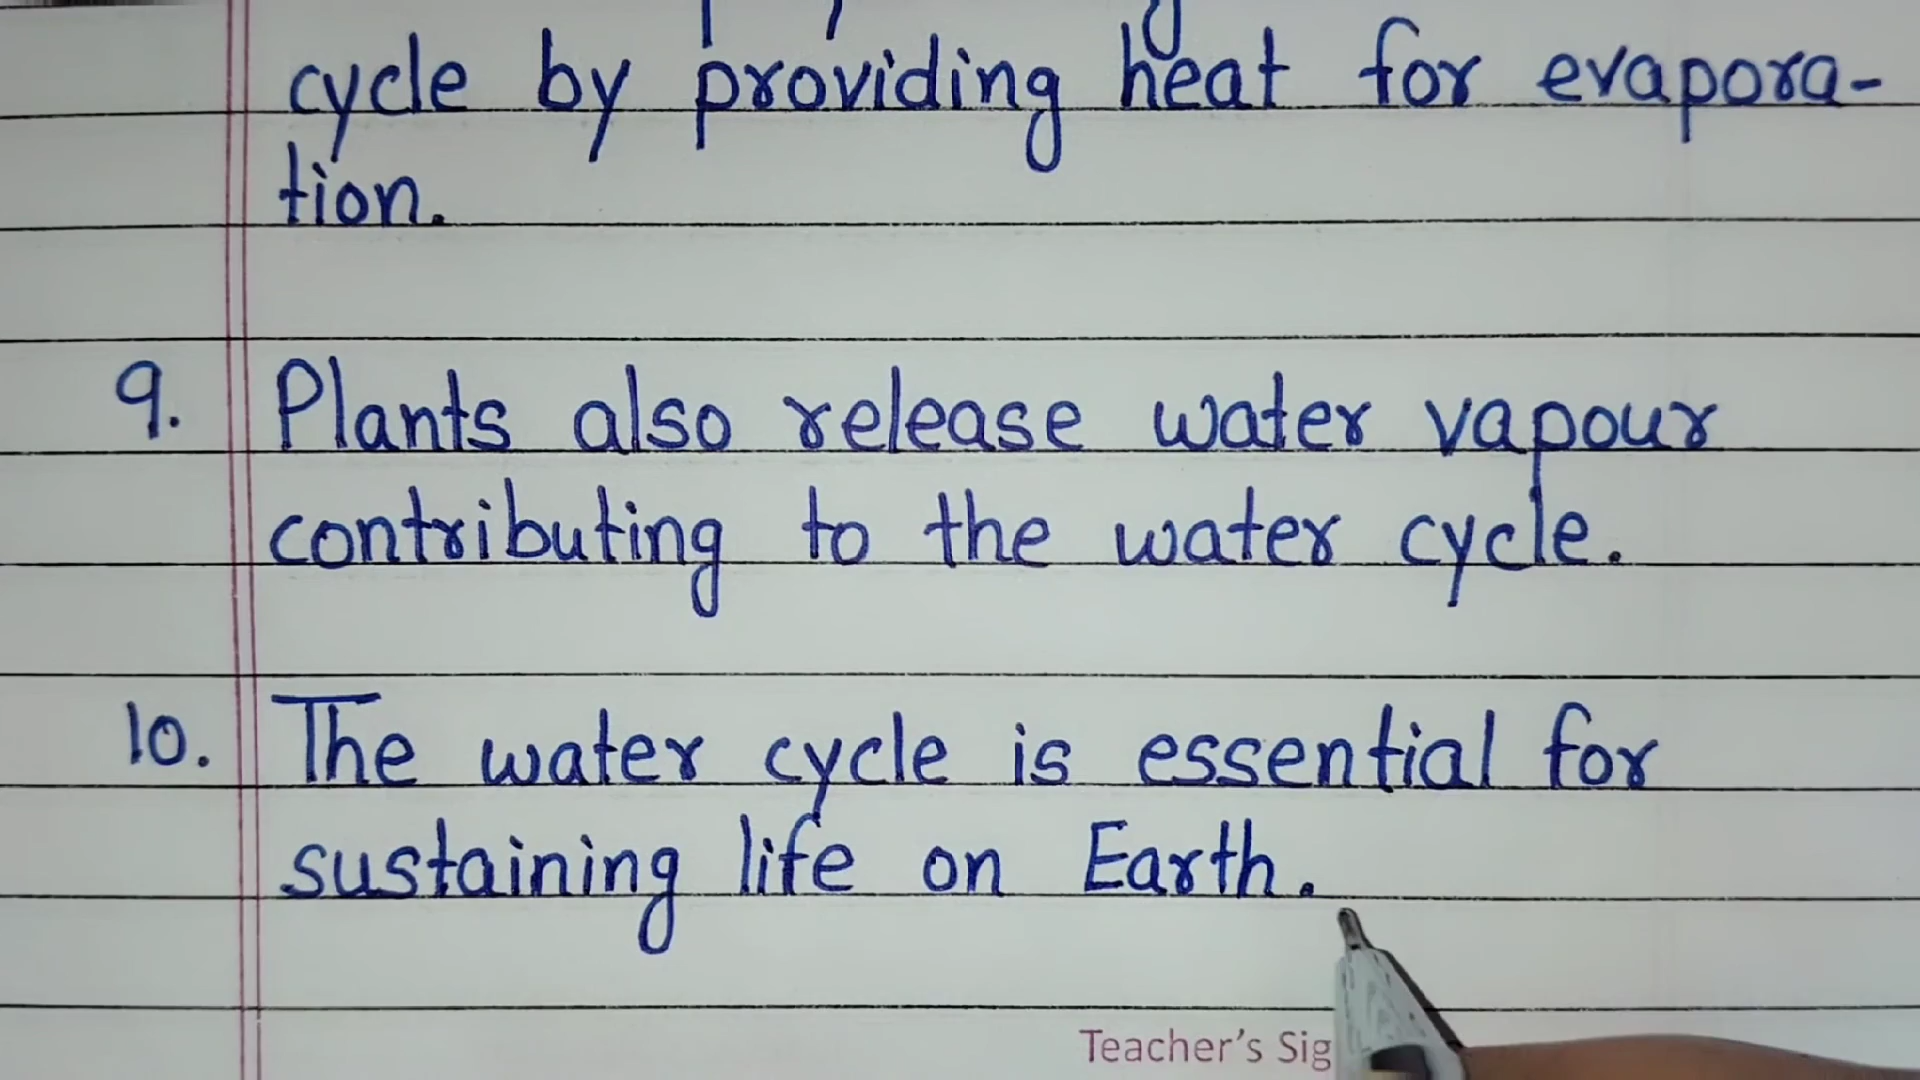 cycle by providing heat for evapora-
tion.
9. Plants also release water vapour
contributing to the water cycle.
10. The water cycle is essential for
sustaining life on Earth.
Teacher's Sig